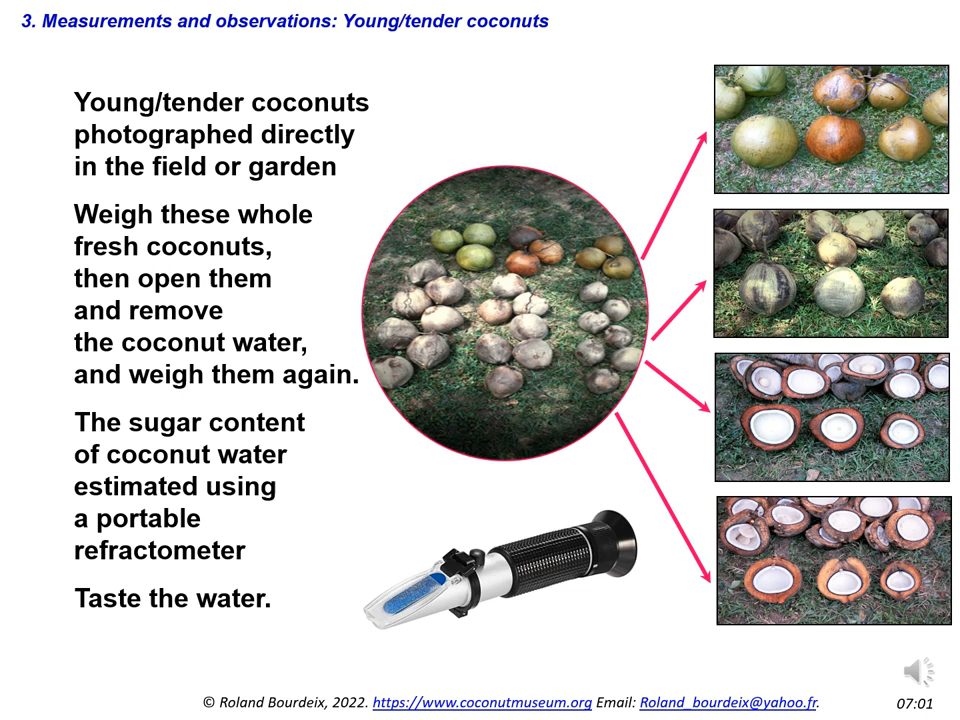 3. Measurements and observations: Young/tender coconuts
Young/tender coconuts
photographed directly
in the field or garden
Weigh these whole
fresh coconuts,
then open them
and remove
the coconut water,
and weigh them again.
The sugar content
of coconut water
estimated using
a portable
refractometer
Taste the water.
© Roland Bourdeix, 2022. https://www.coconutmuseum.org Email: Roland_bourdeix@yahoo.fr.
07:01